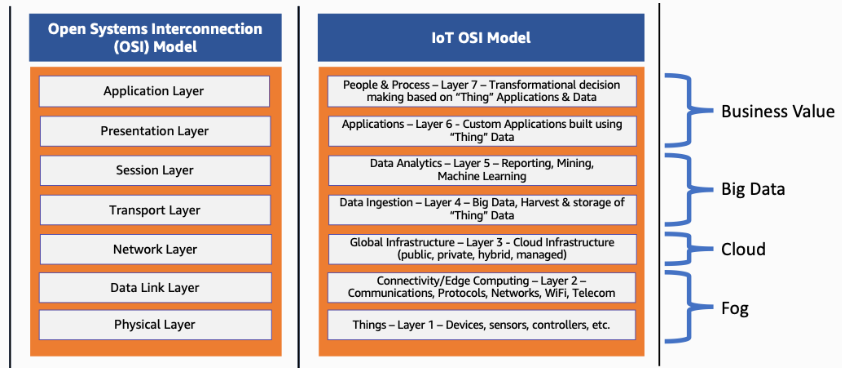 Open Systems Interconnection
(OSI) Model
Application Layer
Presentation Layer
Session Layer
Transport Layer
Network Layer
Data Link Layer
Physical Layer
IoT OSI Model
People & Process – Layer 7 – Transformational decision
making based on “Thing” Applications & Data
Applications – Layer 6 - Custom Applications built using
“Thing” Data
Data Analytics – Layer 5 – Reporting, Mining,
Machine Learning
Data Ingestion – Layer 4 – Big Data, Harvest & storage of
“Thing” Data
Global Infrastructure – Layer 3 - Cloud Infrastructure
(public, private, hybrid, managed)
Connectivity/Edge Computing – Layer 2 –
Communications, Protocols, Networks, WiFi, Telecom
Things – Layer 1 – Devices, sensors, controllers, etc.
Business Value
Big Data
Cloud
Fog